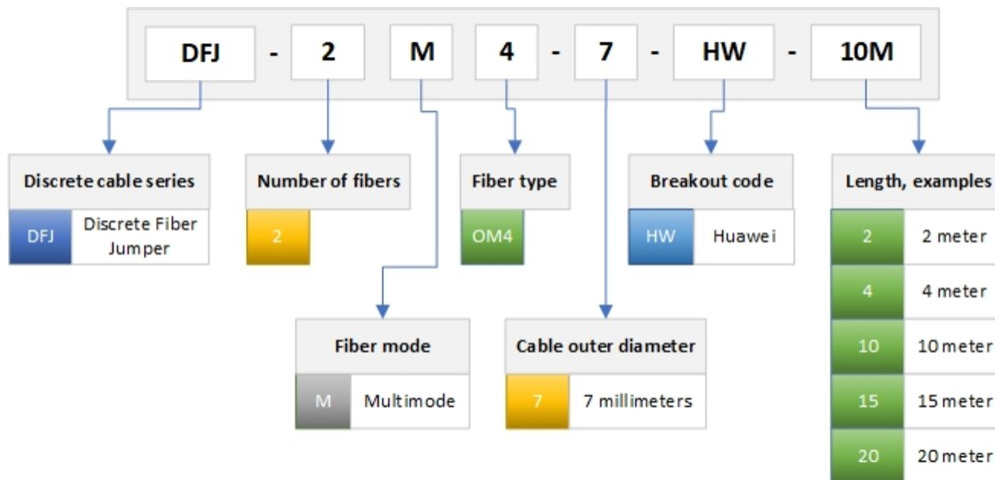 DFJ - 2 M 4 - 7 - HW - 10M
Discrete cable series
DFJ Discrete Fiber
Jumper
Number of fibers
2
Fiber type
OM4
Breakout code
HW Huawei
Length, examples
2 2 meter
4 4 meter
10 10 meter
15 15 meter
20 20 meter
Fiber mode
M Multimode
Cable outer diameter
7 7 millimeters